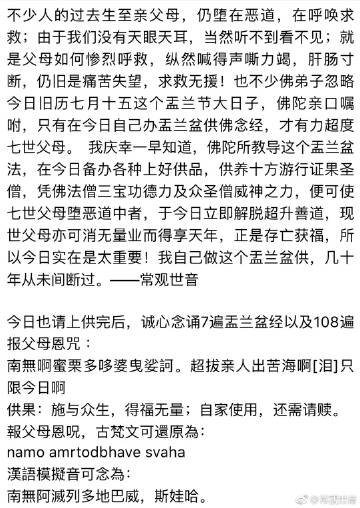 不少人的过去生至亲父母，仍堕在恶道，在呼唤求
救；由于我们没有天眼天耳，当然听不到看不见；就
是父母如何惨烈呼救，纵然喊得声嘶力竭，肝肠寸
断，仍旧是痛苦失望，求救无援！也不少佛弟子忽略
今日旧历七月十五这个盂兰节大日子，佛陀亲口嘱
咐，只有在今日自己办盂兰盆供佛念经，才有力超度
七世父母。 我庆幸一早知道，佛陀所教导这个盂兰盆
法，在今日备办各种上好供品，供养十方游行证果圣
僧，凭佛法僧三宝功德力及众圣僧威神之力，便可使
七世父母堕恶道中者，于今日立即解脱超升善道，现
世父母亦可消无量业而得享天年，正是存亡获福，所
以今日实在是太重要！我自己做这个盂兰盆供，几十
年从未间断过。——常观世音
今日也请上供完后，诚心念诵7遍盂兰盆经以及108遍
报父母恩咒：
南無啊蜜栗多哆婆曳娑訶。超拔亲人出苦海啊[泪]只
限今日啊
供果：施与众生，得福无量；自家使用，还需请赎。
報父母恩呪，古梵文可還原為：
namo amrtodbhave svaha
漢語模擬音可念為：
南無阿滅列多地巴威，斯娃哈。